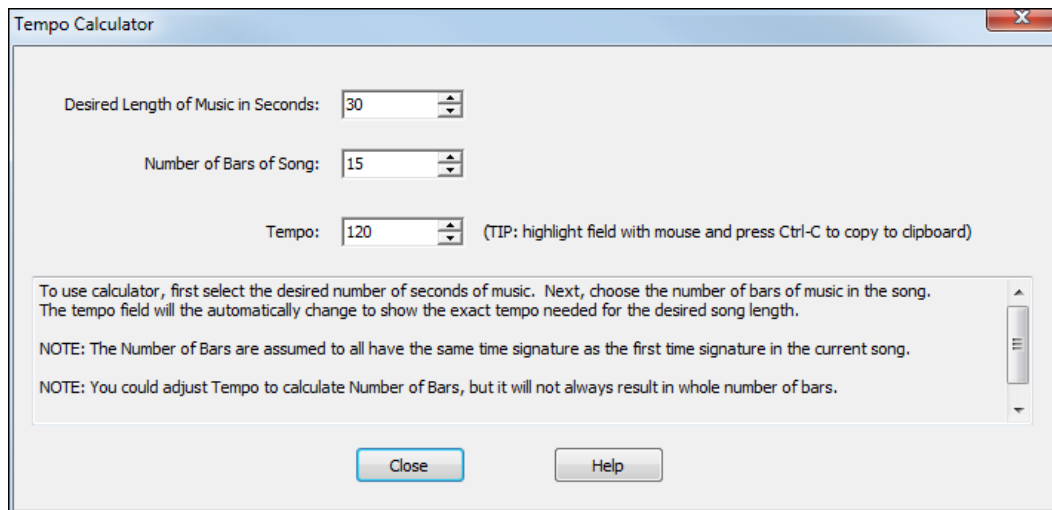 Tempo Calculator
Desired Length of Music in Seconds: 30
Number of Bars of Song: 15
Tempo: 120 (TIP: highlight field with mouse and press Ctrl-C to copy to clipboard)
To use calculator, first select the desired number of seconds of music.  Next, choose the number of bars of music in the song.
The tempo field will the automatically change to show the exact tempo needed for the desired song length.
NOTE: The Number of Bars are assumed to all have the same time signature as the first time signature in the current song.
NOTE: You could adjust Tempo to calculate Number of Bars, but it will not always result in whole number of bars.
Close Help